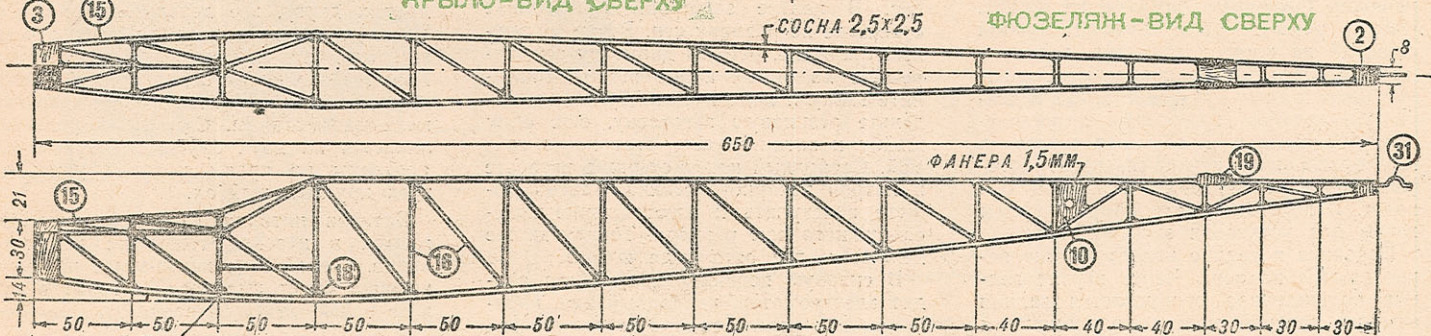 КРЫЛО-ВИД СВЕРХУ
ФЮЗЕЛЯЖ-ВИД СВЕРХУ
3 15 СОСНА 2,5х2,5 2 8
650
ФАНЕРА 1,5ММ 19 31
21 15
30 16 16 10
14
50 50 50 50 50 50 50 50 50 50 40 40 40 30 30 30